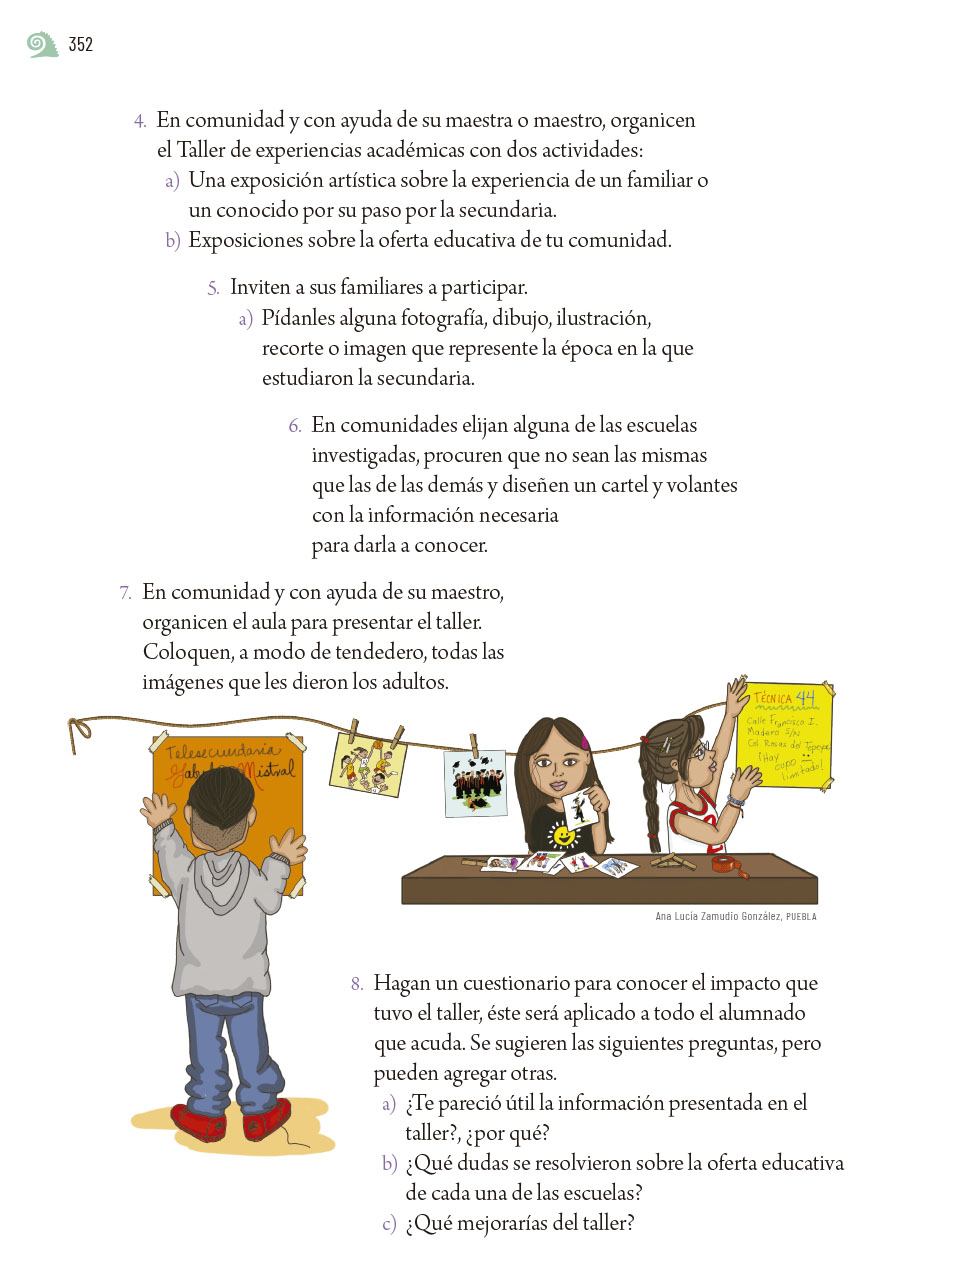 352
4. En comunidad y con ayuda de su maestra o maestro, organicen
el Taller de experiencias académicas con dos actividades:
a) Una exposición artística sobre la experiencia de un familiar o
un conocido por su paso por la secundaria.
b) Exposiciones sobre la oferta educativa de tu comunidad.
5. Inviten a sus familiares a participar.
a) Pídanles alguna fotografía, dibujo, ilustración,
recorte o imagen que represente la época en la que
estudiaron la secundaria.
6. En comunidades elijan alguna de las escuelas
investigadas, procuren que no sean las mismas
que las de las demás y diseñen un cartel y volantes
con la información necesaria
para darla a conocer.
7. En comunidad y con ayuda de su maestro,
organicen el aula para presentar el taller.
Coloquen, a modo de tendedero, todas las
imágenes que les dieron los adultos.
Telesecundaria
Mistral
TÉCNICA 44
Calle Francisco I.
Madero S/N
Col. Rosas del Tepeyac
¡Hay
cupo
limitado!
Ana Lucía Zamudio González, PUEBLA
8. Hagan un cuestionario para conocer el impacto que
tuvo el taller, éste será aplicado a todo el alumnado
que acuda. Se sugieren las siguientes preguntas, pero
pueden agregar otras.
a) ¿Te pareció útil la información presentada en el
taller?, ¿por qué?
b) ¿Qué dudas se resolvieron sobre la oferta educativa
de cada una de las escuelas?
c) ¿Qué mejorarías del taller?